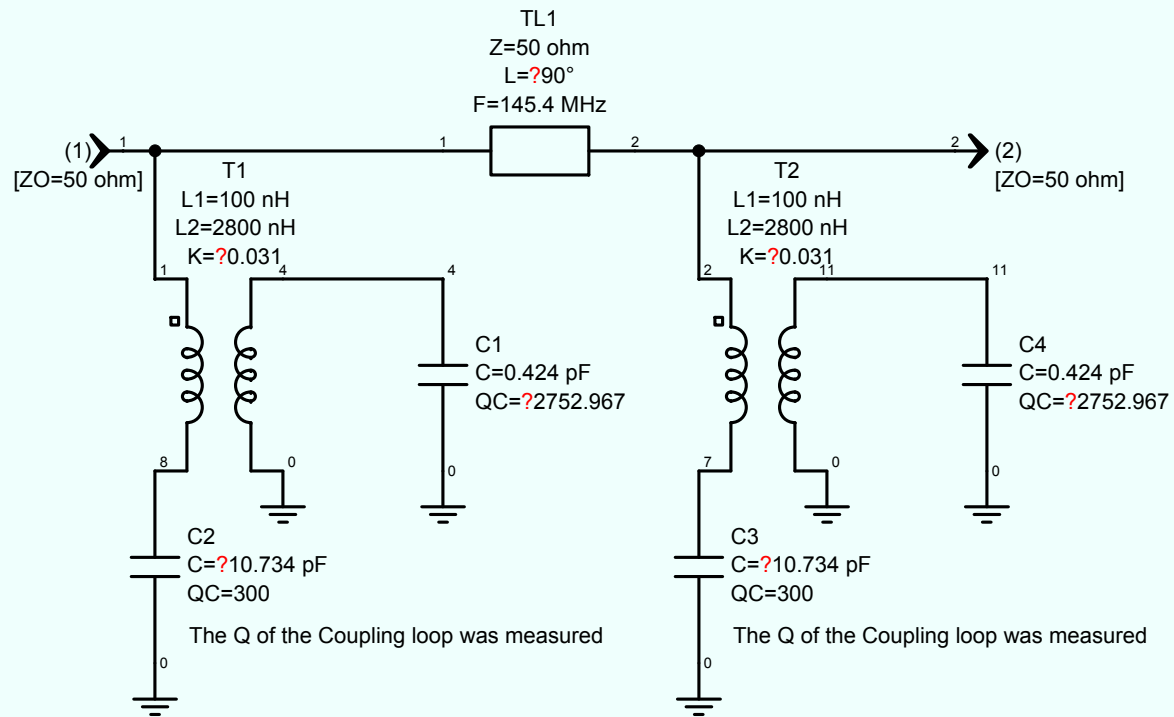 TL1
Z=50 ohm
L=?90°
F=145.4 MHz
(1)
1
1
2
2
(2)
[ZO=50 ohm]
[ZO=50 ohm]
T1
L1=100 nH
L2=2800 nH
K=?0.031
T2
L1=100 nH
L2=2800 nH
K=?0.031
1
4
4
2
11
11
C1
C=0.424 pF
QC=?2752.967
C4
C=0.424 pF
QC=?2752.967
8
0
0
7
0
0
C2
C=?10.734 pF
QC=300
C3
C=?10.734 pF
QC=300
The Q of the Coupling loop was measured
The Q of the Coupling loop was measured
0
0